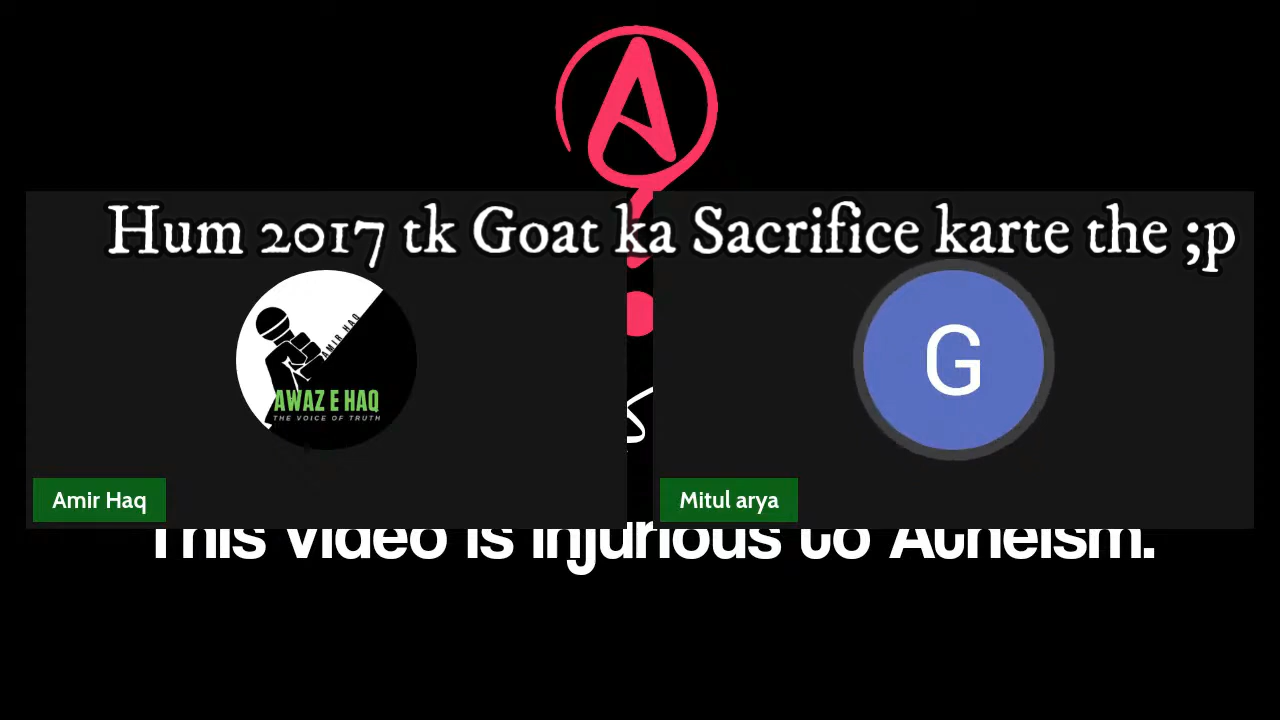 Hum 2017 tk Goat ka Sacrifice karte the ;p
AMIR HAQ
AWAZ E HAQ
THE VOICE OF TRUTH
G
Amir Haq
Mitul arya
This video is injurious to Atheism.